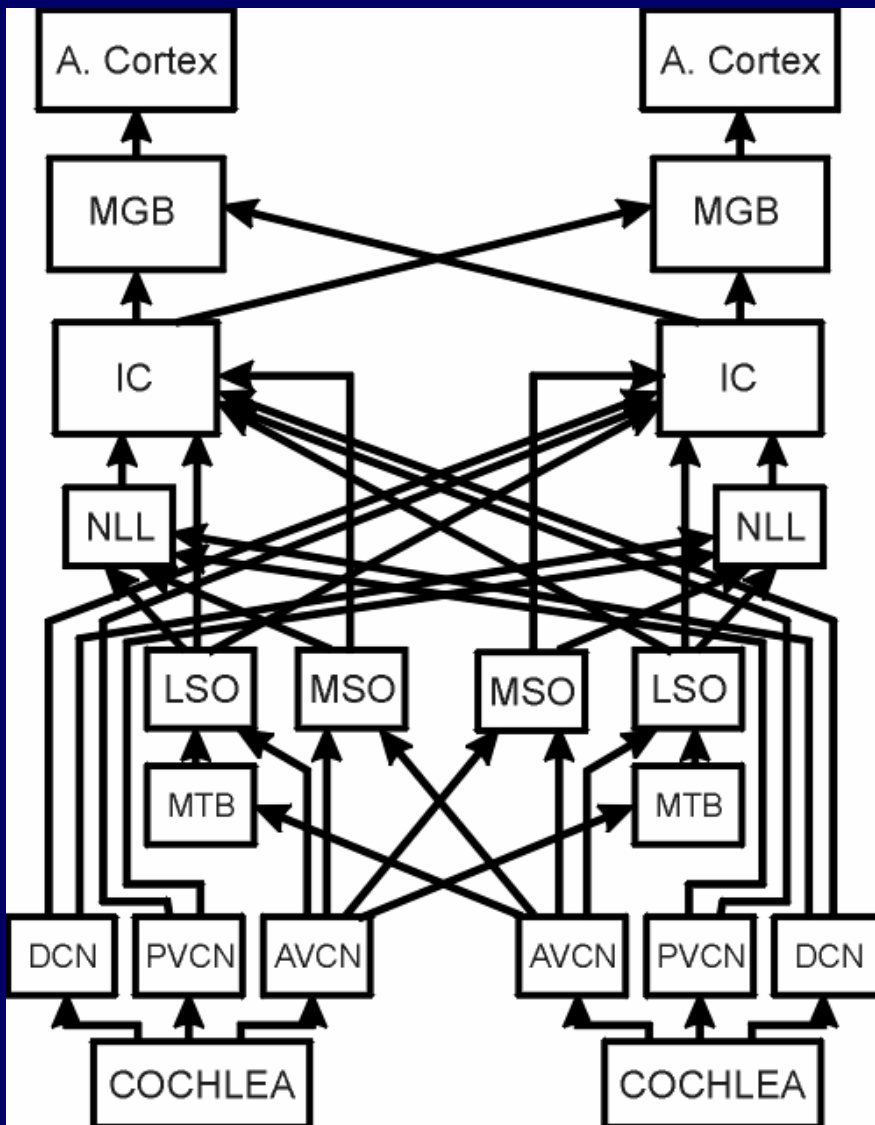 A. Cortex A. Cortex
MGB MGB
IC IC
NLL NLL
LSO MSO MSO LSO
MTB MTB
DCN PVCN AVCN AVCN PVCN DCN
COCHLEA COCHLEA